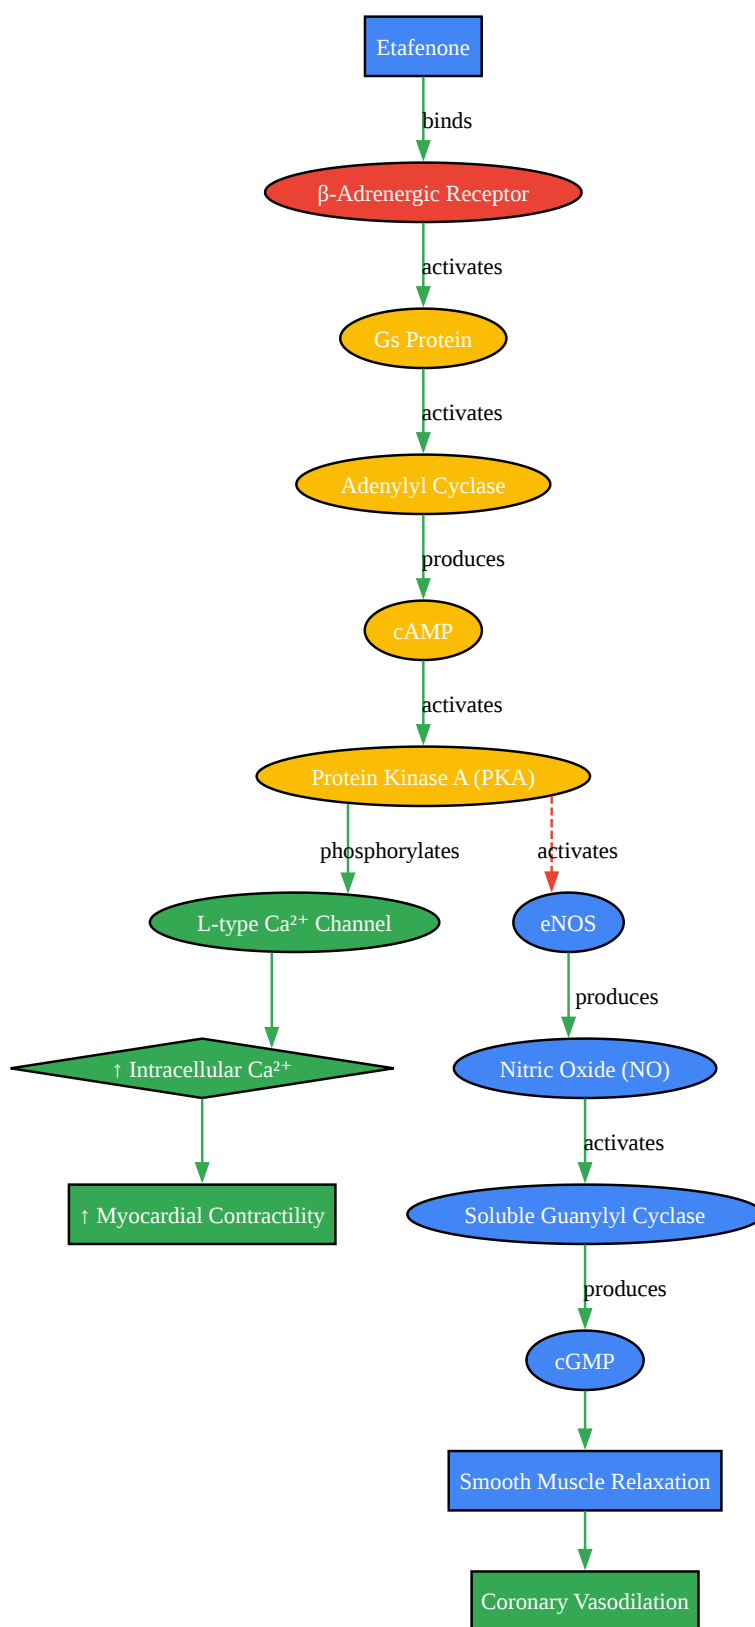 Etafenone
binds
β-Adrenergic Receptor
activates
Gs Protein
activates
Adenylyl Cyclase
produces
cAMP
activates
Protein Kinase A (PKA)
phosphorylates
activates
L-type Ca²⁺ Channel
eNOS
produces
↑ Intracellular Ca²⁺
Nitric Oxide (NO)
activates
↑ Myocardial Contractility
Soluble Guanylyl Cyclase
produces
cGMP
Smooth Muscle Relaxation
Coronary Vasodilation